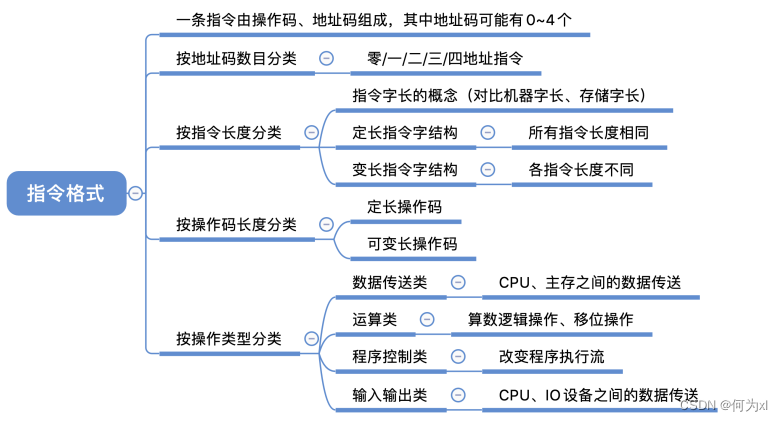 一条指令由操作码、地址码组成，其中地址码可能有0~4个
按地址码数目分类
零/一/二/三/四地址指令
按指令长度分类
指令字长的概念（对比机器字长、存储字长）
定长指令字结构
所有指令长度相同
变长指令字结构
各指令长度不同
指令格式
按操作码长度分类
定长操作码
可变长操作码
按操作类型分类
数据传送类
CPU、主存之间的数据传送
运算类
算数逻辑操作、移位操作
程序控制类
改变程序执行流
输入输出类
CPU、IO设备之间的数据传送
CSDN @何为xl